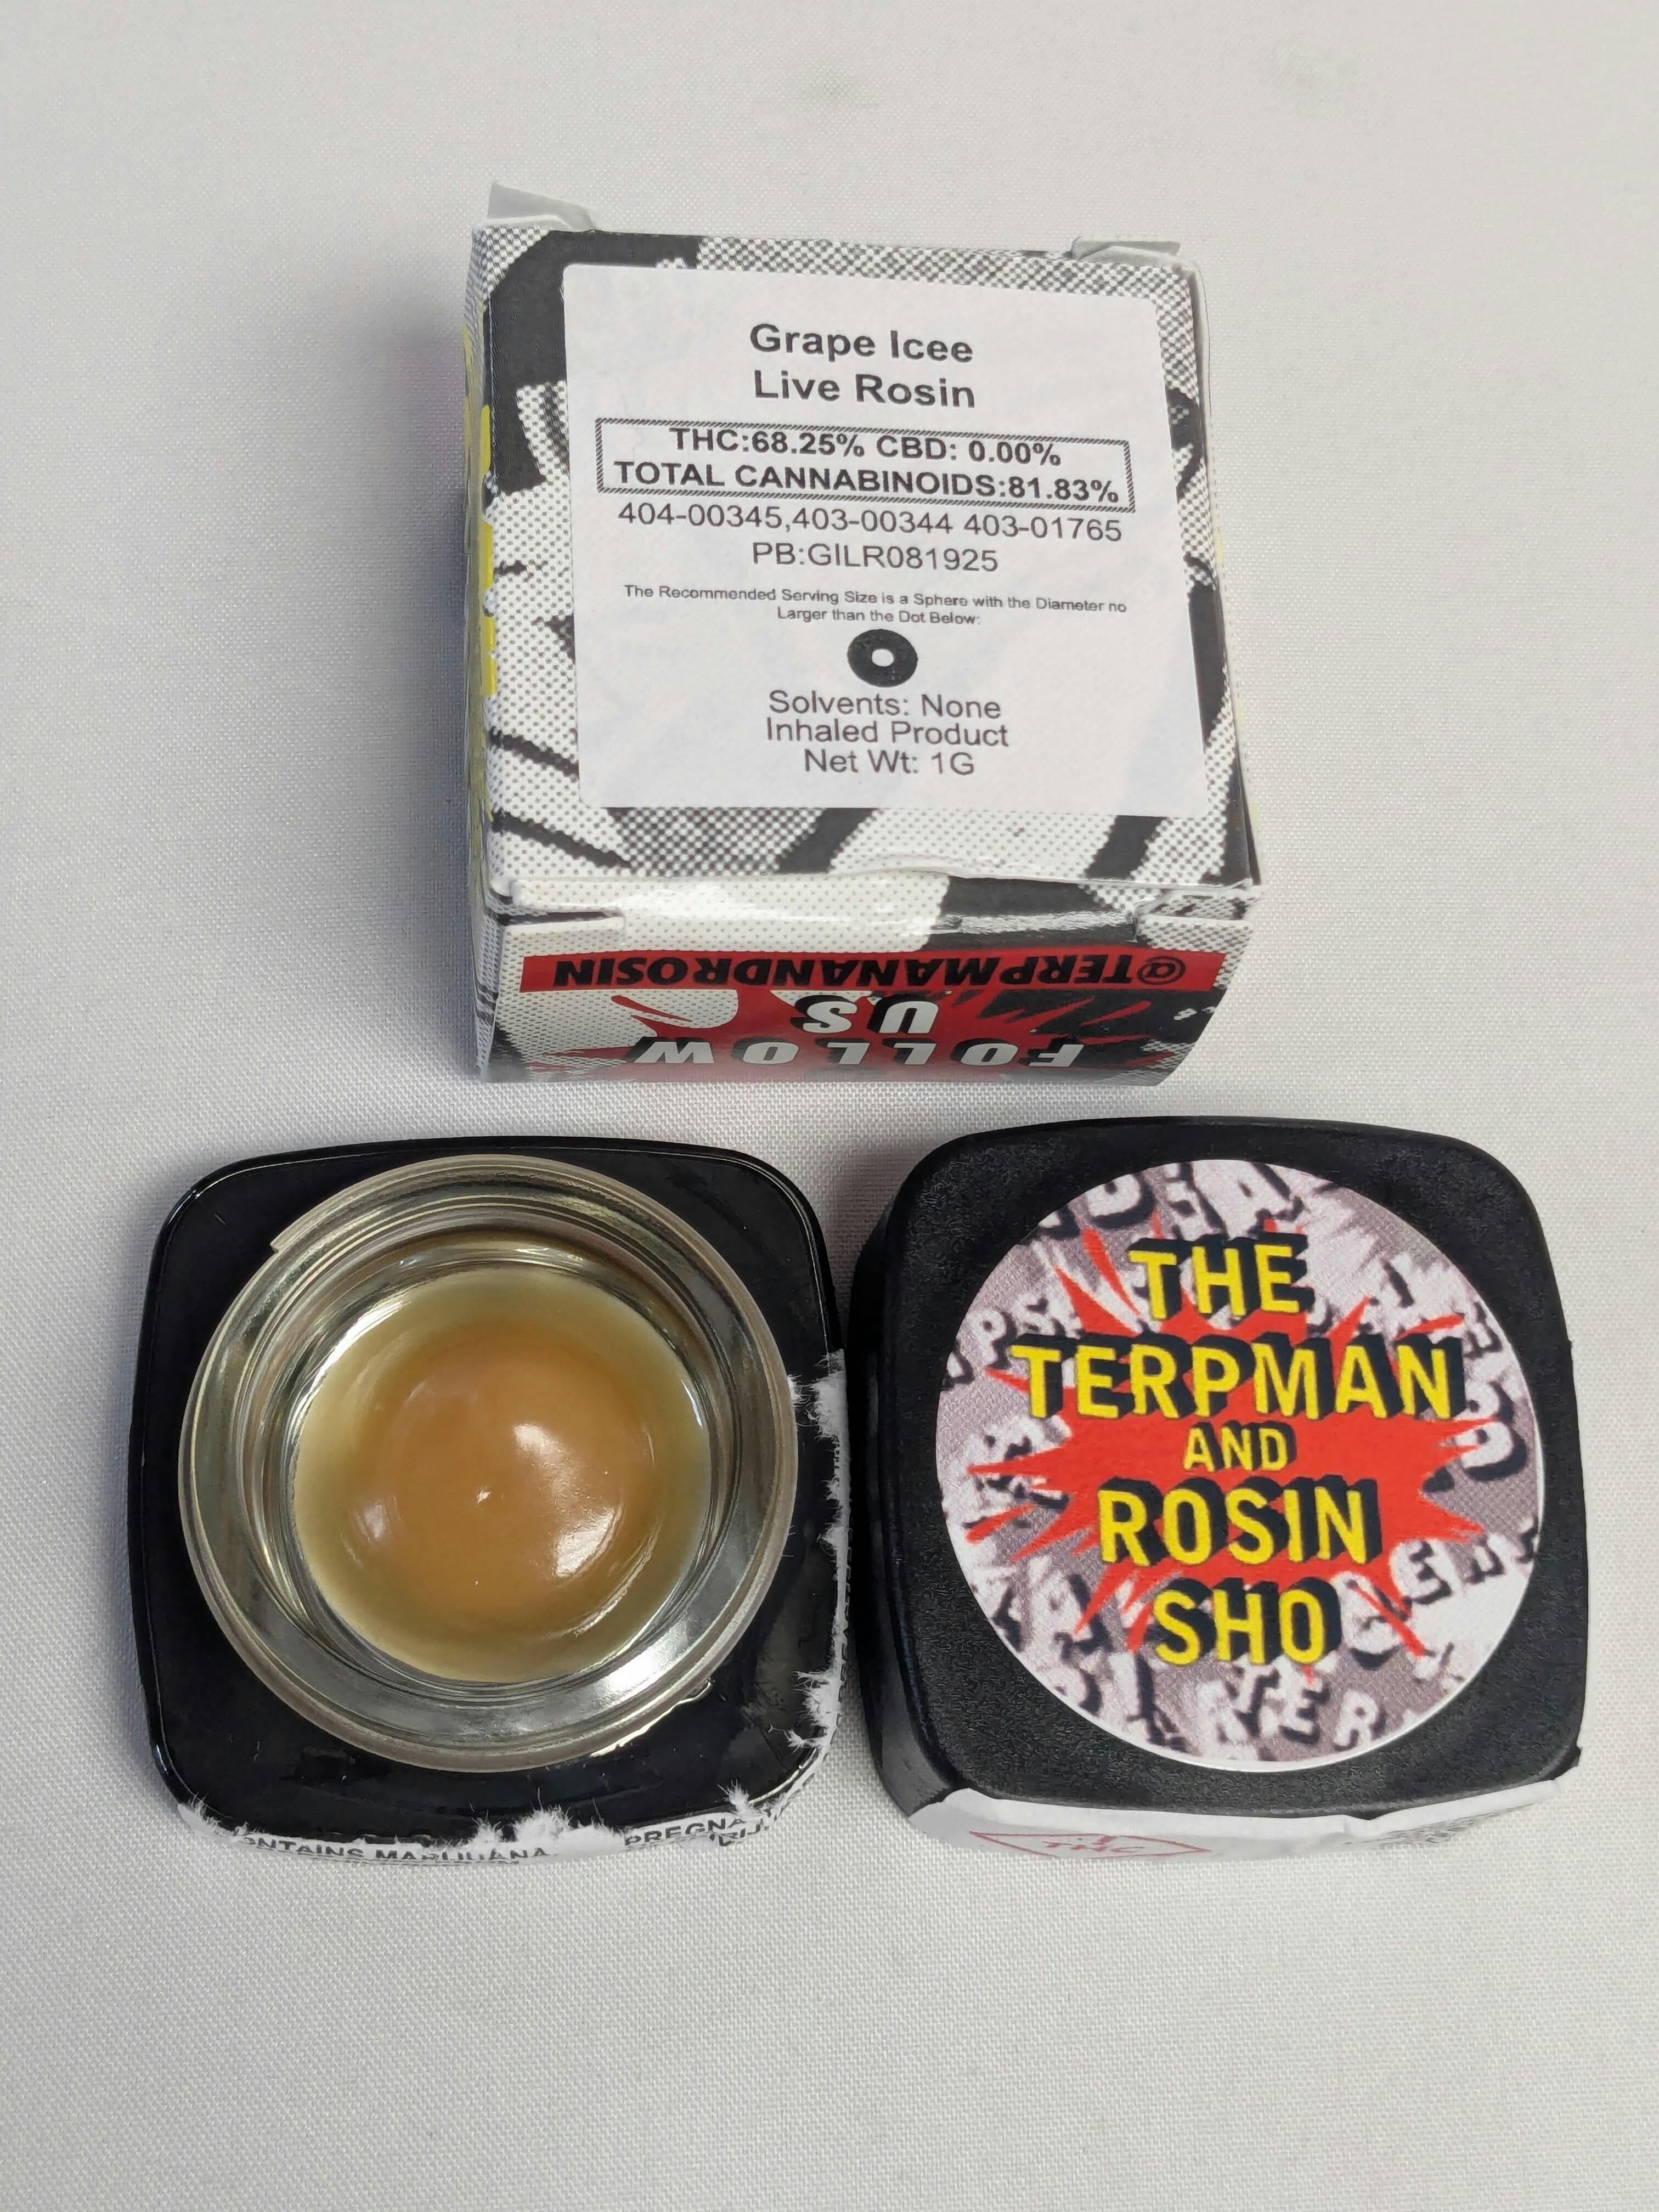 Grape Icee
Live Rosin
THC:68.25% CBD: 0.00%
TOTAL CANNABINOIDS:81.83%
404-00345,403-00344 403-01765
PB:GILR081925
The Recommended Serving Size is a Sphere with the Diameter no
Larger than the Dot Below:
Solvents: None
Inhaled Product
Net Wt: 1G
FOLLOW
US
@TERPMANANDROSIN
THE
TERPMAN
AND
ROSIN
SHO
MARIJUANA
THC